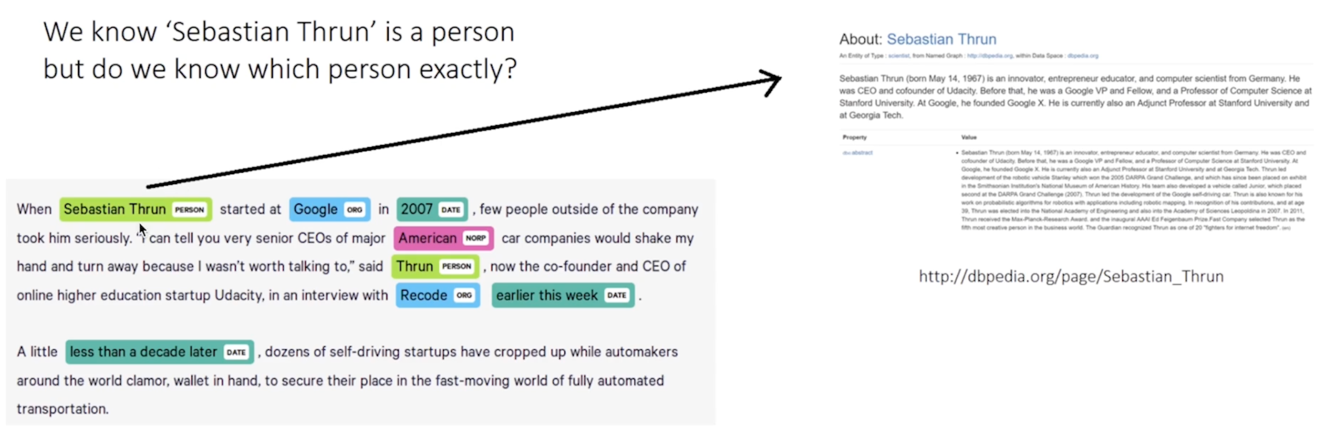 We know ‘Sebastian Thrun’ is a person
but do we know which person exactly?
When Sebastian Thrun PERSON started at Google ORG in 2007 DATE , few people outside of the company
took him seriously. “I can tell you very senior CEOs of major American NORP car companies would shake my
hand and turn away because I wasn’t worth talking to,” said Thrun PERSON , now the co-founder and CEO of
online higher education startup Udacity, in an interview with Recode ORG earlier this week DATE .
A little less than a decade later DATE , dozens of self-driving startups have cropped up while automakers
around the world clamor, wallet in hand, to secure their place in the fast-moving world of fully automated
transportation.
About: Sebastian Thrun
An Entity of Type : scientist, from Named Graph : http://dbpedia.org, within Data Space : dbpedia.org
Sebastian Thrun (born May 14, 1967) is an innovator, entrepreneur educator, and computer scientist from Germany. He
was CEO and cofounder of Udacity. Before that, he was a Google VP and Fellow, and a Professor of Computer Science at
Stanford University. At Google, he founded Google X. He is currently also an Adjunct Professor at Stanford University and
at Georgia Tech.
Property Value
dbo:abstract • Sebastian Thrun (born May 14, 1967) is an innovator, entrepreneur educator, and computer scientist from Germany. He was CEO and
cofounder of Udacity. Before that, he was a Google VP and Fellow, and a Professor of Computer Science at Stanford University. At
Google, he founded Google X. He is currently also an Adjunct Professor at Stanford University and at Georgia Tech. Thrun led
development of the robotic vehicle Stanley which won the 2005 DARPA Grand Challenge, and which has since been placed on exhibit
in the Smithsonian Institution's National Museum of American History. His team also developed a vehicle called Junior, which placed
second at the DARPA Grand Challenge (2007). Thrun led the development of the Google self-driving car. Thrun is also known for his
work on probabilistic algorithms for robotics with applications including robotic mapping. In recognition of his contributions, and at age
39, Thrun was elected into the National Academy of Engineering and also into the Academy of Sciences Leopoldina in 2007. In 2011,
Thrun received the Max-Planck-Research Award, and the inaugural AAAI Ed Feigenbaum Prize. Fast Company selected Thrun as the
fifth most creative person in the business world. The Guardian recognized Thrun as one of 20 "fighters for internet freedom". (en)
http://dbpedia.org/page/Sebastian_Thrun